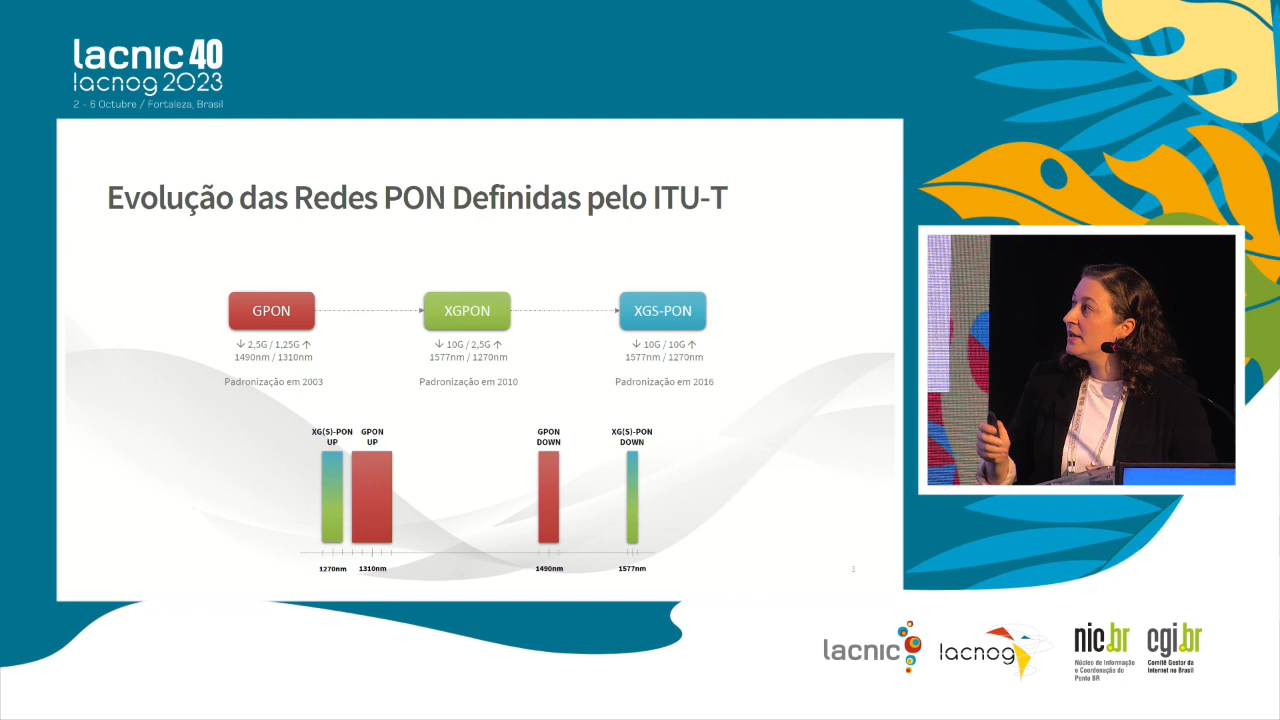 lacnic 40
lacnog 2023
2 - 6 Octubre / Fortaleza, Brasil
Evolução das Redes PON Definidas pelo ITU-T
GPON
XGPON
XGS-PON
↓ 2,5G / 1,25G ↑
1490nm / 1310nm
↓ 10G / 2,5G ↑
1577nm / 1270nm
↓ 10G / 10G ↑
1577nm / 1270nm
Padronização em 2003
Padronização em 2010
Padronização em 2016
XG(S)-PON
UP
GPON
UP
GPON
DOWN
XG(S)-PON
DOWN
1270nm
1310nm
1490nm
1577nm
3
lacnic
lacnog
nic.br
Núcleo de Informação
e Coordenação do
Ponto BR
cgi.br
Comitê Gestor da
Internet no Brasil